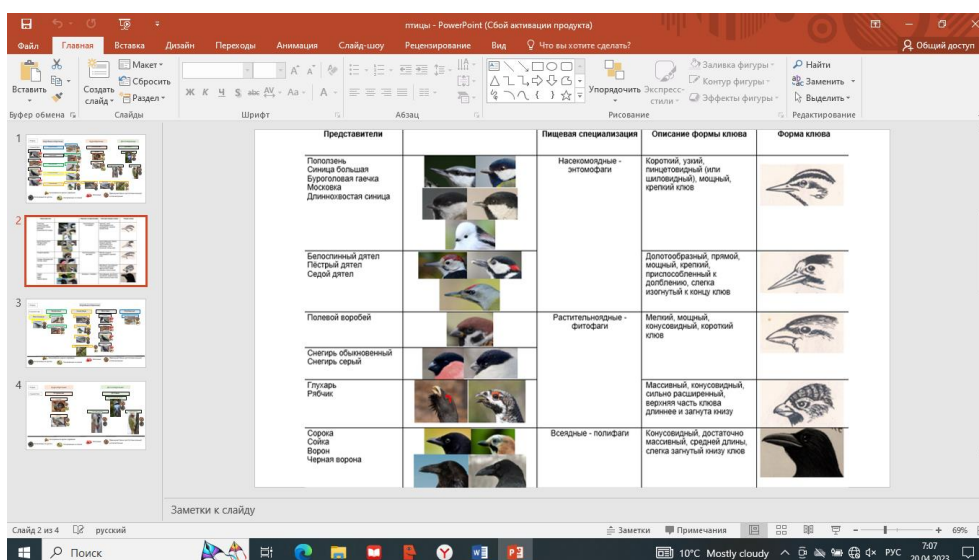 птицы - PowerPoint (Сбой активации продукта)
Файл Главная Вставка Дизайн Переходы Анимация Слайд-шоу Рецензирование Вид Что вы хотите сделать? Общий доступ
Вставить
Создать слайд
Макет
Сбросить
Раздел
Ж К Ч S abc AV Aa A
Упорядочить
Экспресс-стили
Заливка фигуры
Контур фигуры
Эффекты фигуры
Найти
Заменить
Выделить
Буфер обмена Слайды Шрифт Абзац Рисование Редактирование
1
2
3
4
Представители Пищевая специализация Описание формы клюва Форма клюва
Поползень
Синица большая
Буроголовая гаечка
Московка
Длиннохвостая синица
Насекомоядные -
энтомофаги
Короткий, узкий,
пинцетовидный (или
шиловидный), мощный,
крепкий клюв
Белоспинный дятел
Пёстрый дятел
Седой дятел
Долотообразный, прямой,
мощный, крепкий,
приспособленный к
долблению, слегка
изогнутый к концу клюв
Полевой воробей
Растительноядные -
фитофаги
Мелкий, мощный,
конусовидный, короткий
клюв
Снегирь обыкновенный
Снегирь серый
Глухарь
Рябчик
Массивный, конусовидный,
сильно расширенный,
верхняя часть клюва
длиннее и загнута книзу
Сорока
Сойка
Ворон
Черная ворона
Всеядные - полифаги
Конусовидный, достаточно
массивный, средней длины,
слегка загнутый книзу клюв
Заметки к слайду
Слайд 2 из 4 русский Заметки Примечания 69%
Поиск 10°C Mostly cloudy РУС 7:07
20.04.2023